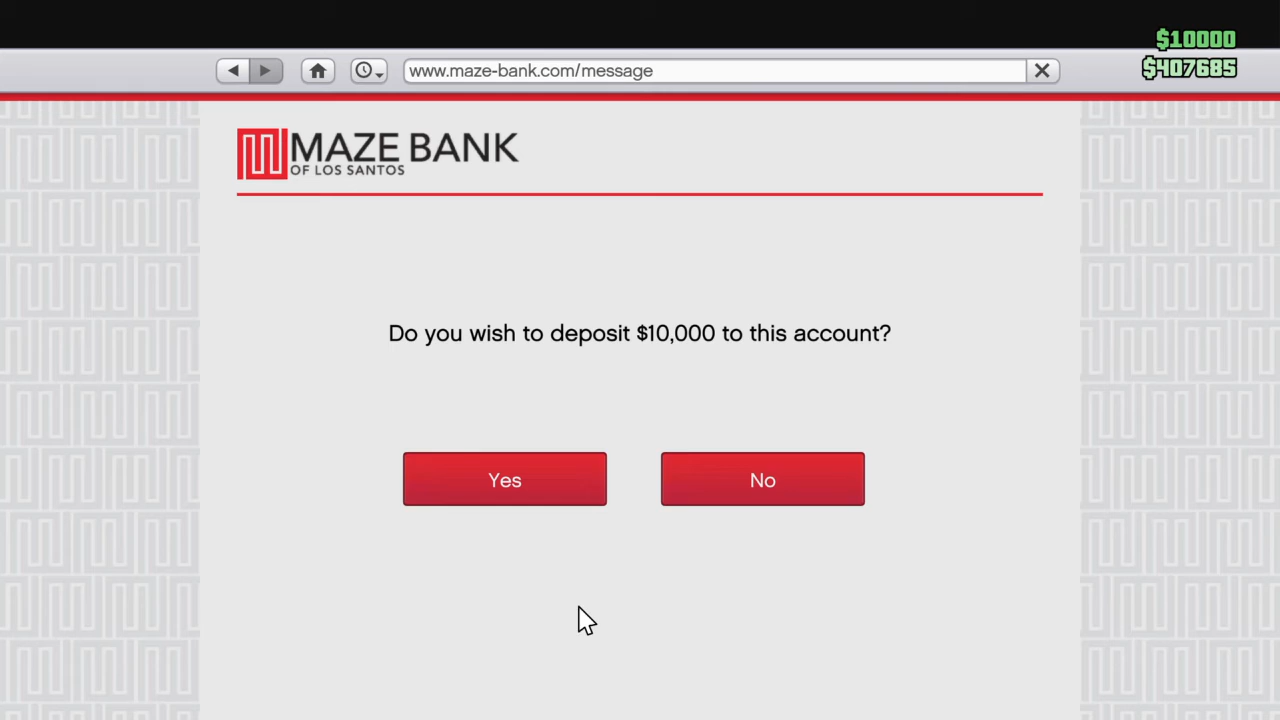 $10000
$407685
www.maze-bank.com/message
MAZE BANK
OF LOS SANTOS
Do you wish to deposit $10,000 to this account?
Yes
No